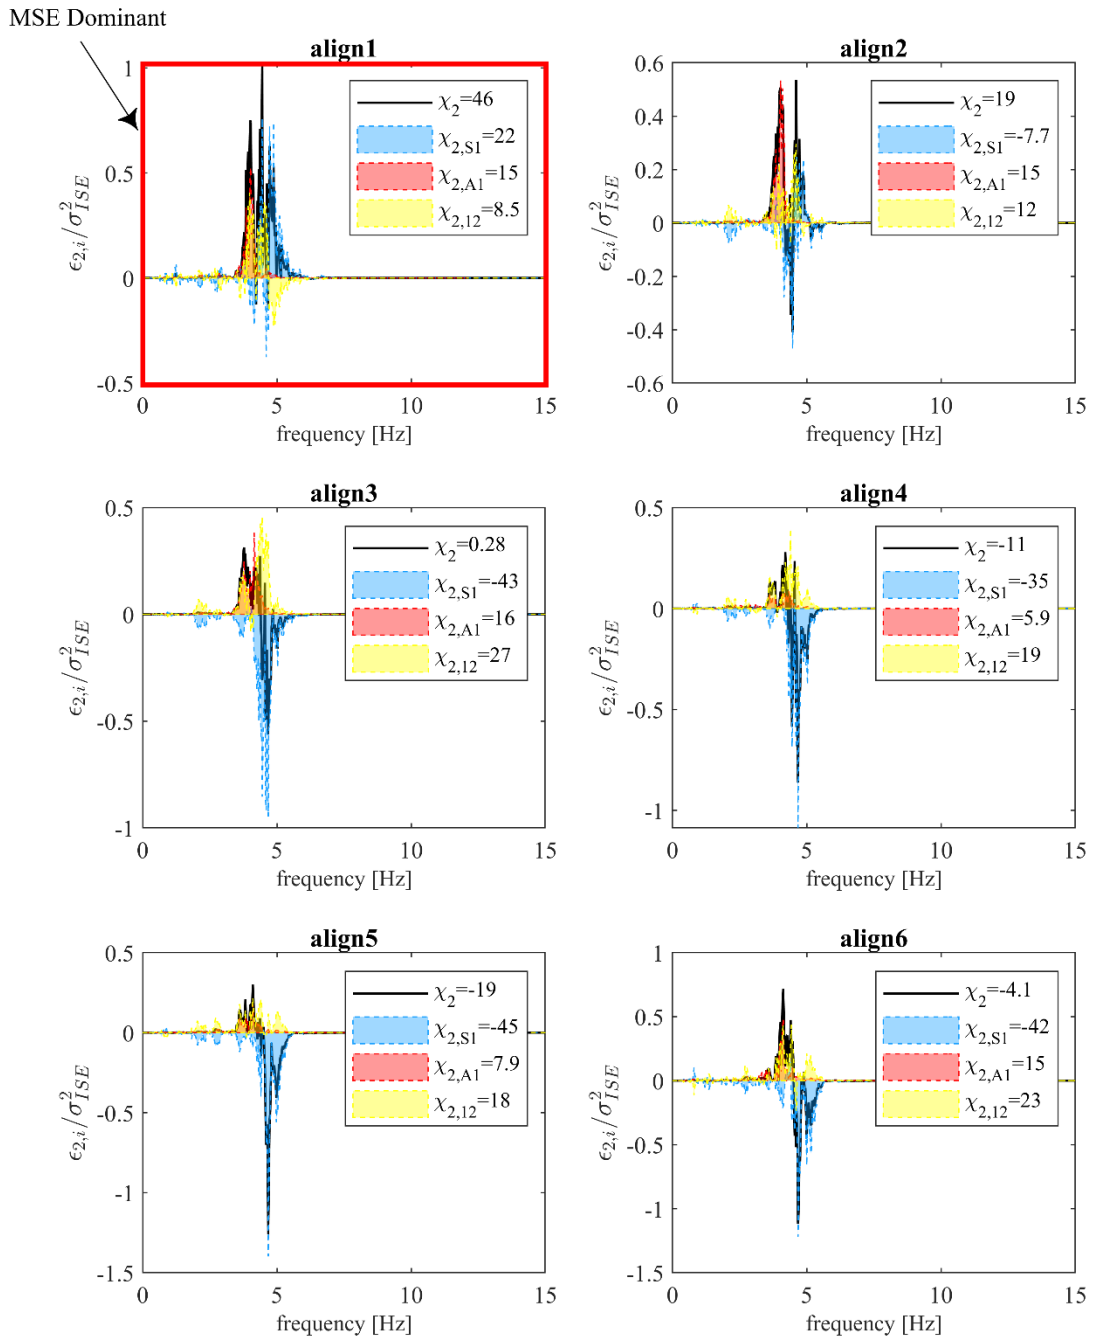 MSE Dominant
align1
1
0.5
0
-0.5
ϵ2,i/σ²ISE
χ2=46
χ2,S1=22
χ2,A1=15
χ2,12=8.5
0 5 10 15
frequency [Hz]
align2
0.6
0.4
0.2
0
-0.2
-0.4
-0.6
ϵ2,i/σ²ISE
χ2=19
χ2,S1=-7.7
χ2,A1=15
χ2,12=12
0 5 10 15
frequency [Hz]
align3
0.5
0
-0.5
-1
ϵ2,i/σ²ISE
χ2=0.28
χ2,S1=-43
χ2,A1=16
χ2,12=27
0 5 10 15
frequency [Hz]
align4
0.5
0
-0.5
-1
ϵ2,i/σ²ISE
χ2=-11
χ2,S1=-35
χ2,A1=5.9
χ2,12=19
0 5 10 15
frequency [Hz]
align5
0.5
0
-0.5
-1
-1.5
ϵ2,i/σ²ISE
χ2=-19
χ2,S1=-45
χ2,A1=7.9
χ2,12=18
0 5 10 15
frequency [Hz]
align6
1
0.5
0
-0.5
-1
-1.5
ϵ2,i/σ²ISE
χ2=-4.1
χ2,S1=-42
χ2,A1=15
χ2,12=23
0 5 10 15
frequency [Hz]